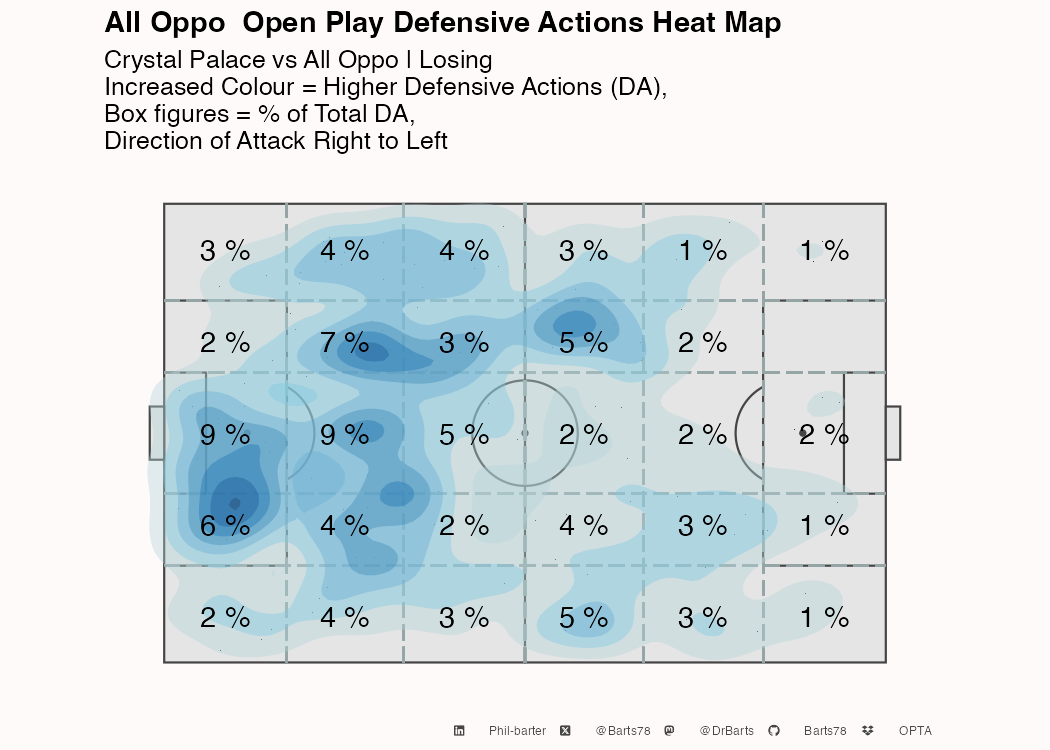 All Oppo  Open Play Defensive Actions Heat Map
Crystal Palace vs All Oppo | Losing
Increased Colour = Higher Defensive Actions (DA),
Box figures = % of Total DA,
Direction of Attack Right to Left
3 % 4 % 4 % 3 % 1 % 1 %
2 % 7 % 3 % 5 % 2 %
9 % 9 % 5 % 2 % 2 % 2 %
6 % 4 % 2 % 4 % 3 % 1 %
2 % 4 % 3 % 5 % 3 % 1 %
Phil-barter @Barts78 @DrBarts Barts78 OPTA